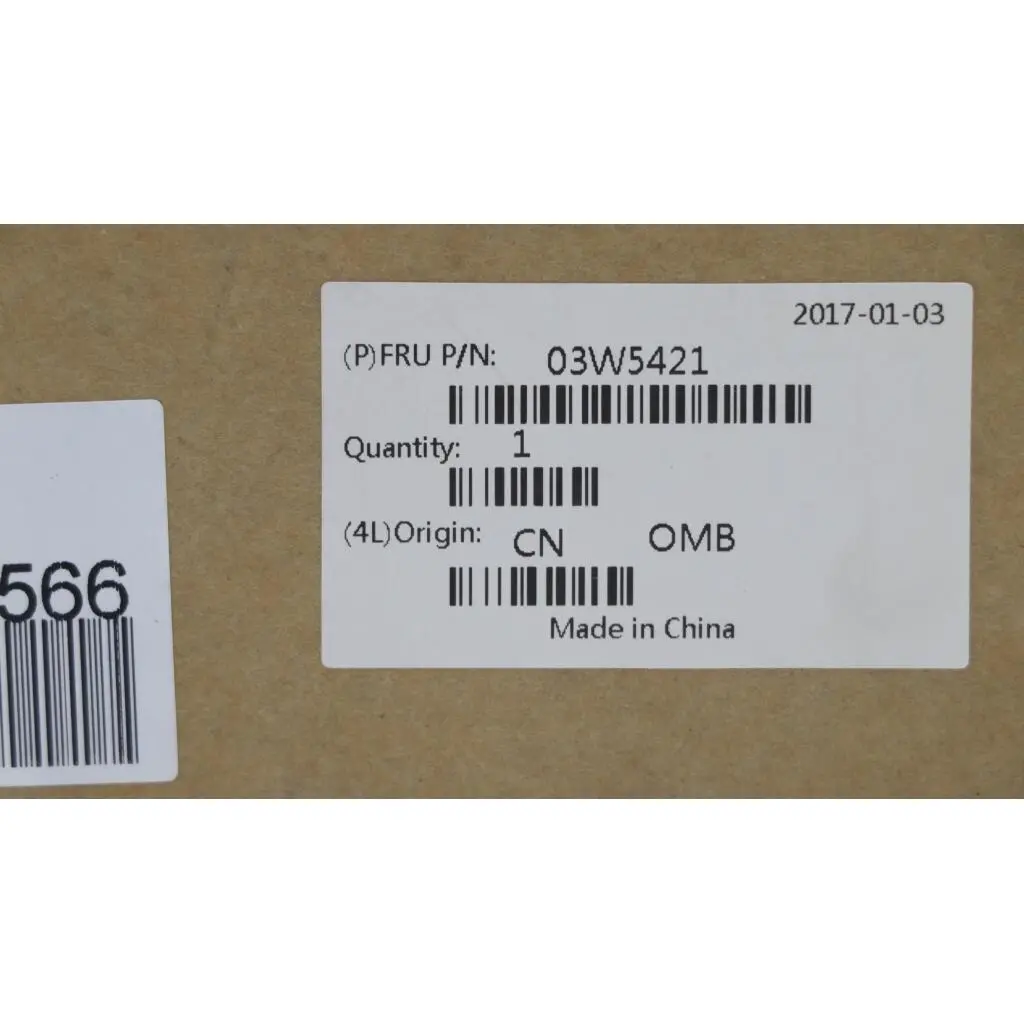 2017-01-03
(P)FRU P/N: 03W5421
Quantity: 1
(4L)Origin: CN OMB
Made in China
566